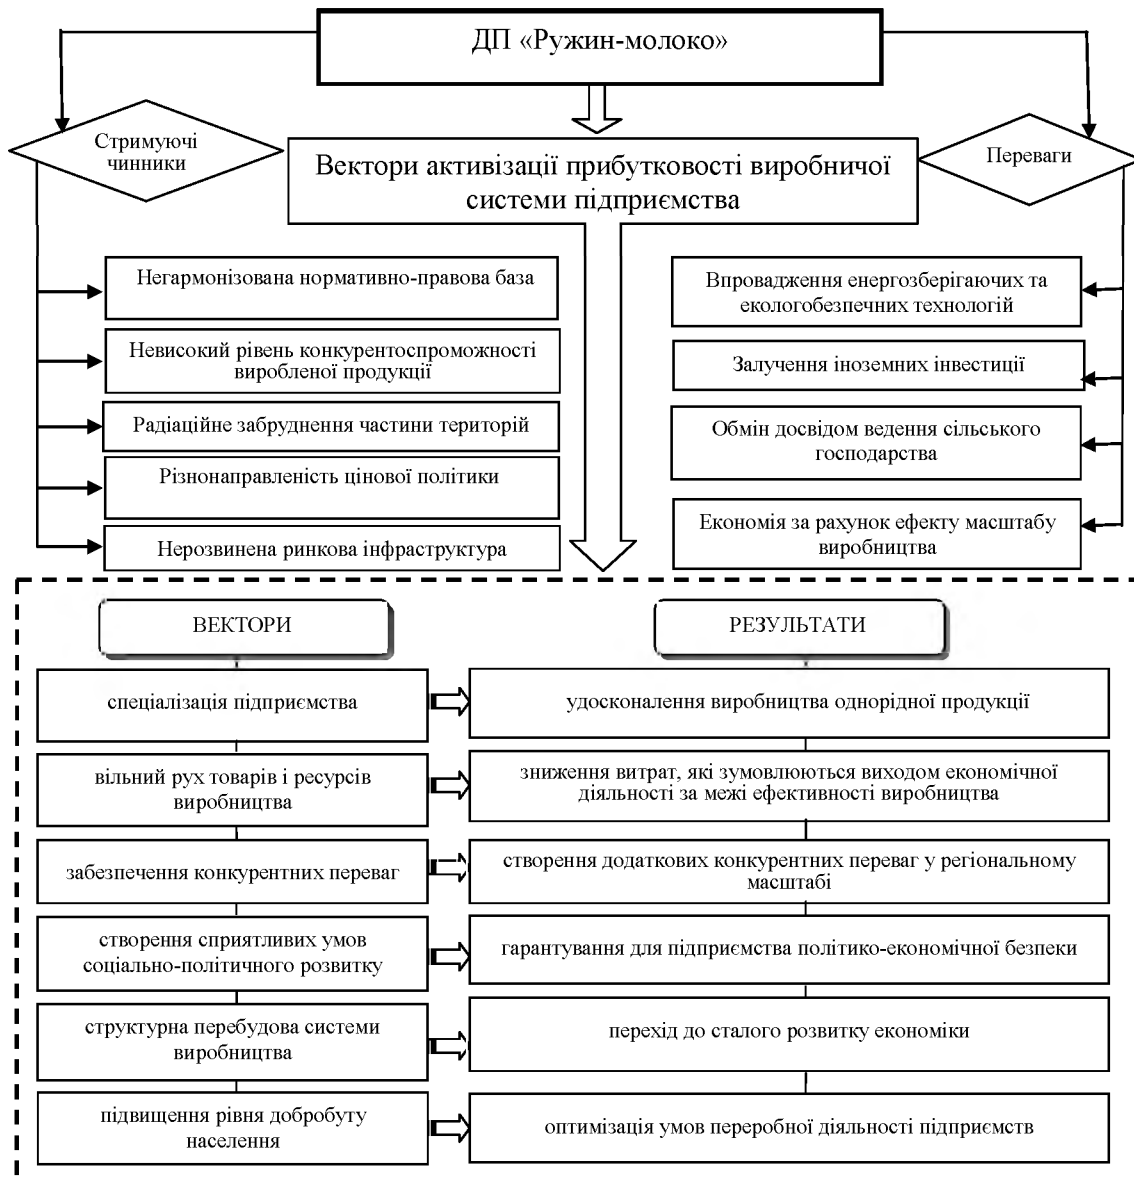 ДП «Ружин-молоко»
Стримуючі
чинники
Вектори активізації прибутковості виробничої
системи підприємства
Переваги
Негармонізована нормативно-правова база
Невисокий рівень конкурентоспроможності
виробленої продукції
Радіаційне забруднення частини територій
Різнонаправленість цінової політики
Нерозвинена ринкова інфраструктура
Впровадження енергозберігаючих та
екологобезпечних технологій
Залучення іноземних інвестиції
Обмін досвідом ведення сільського
господарства
Економія за рахунок ефекту масштабу
виробництва
ВЕКТОРИ
РЕЗУЛЬТАТИ
спеціалізація підприємства
удосконалення виробництва однорідної продукції
вільний рух товарів і ресурсів
виробництва
зниження витрат, які зумовлюються виходом економічної
діяльності за межі ефективності виробництва
забезпечення конкурентних переваг
створення додаткових конкурентних переваг у регіональному
масштабі
створення сприятливих умов
соціально-політичного розвитку
гарантування для підприємства політико-економічної безпеки
структурна перебудова системи
виробництва
перехід до сталого розвитку економіки
підвищення рівня добробуту
населення
оптимізація умов переробної діяльності підприємств